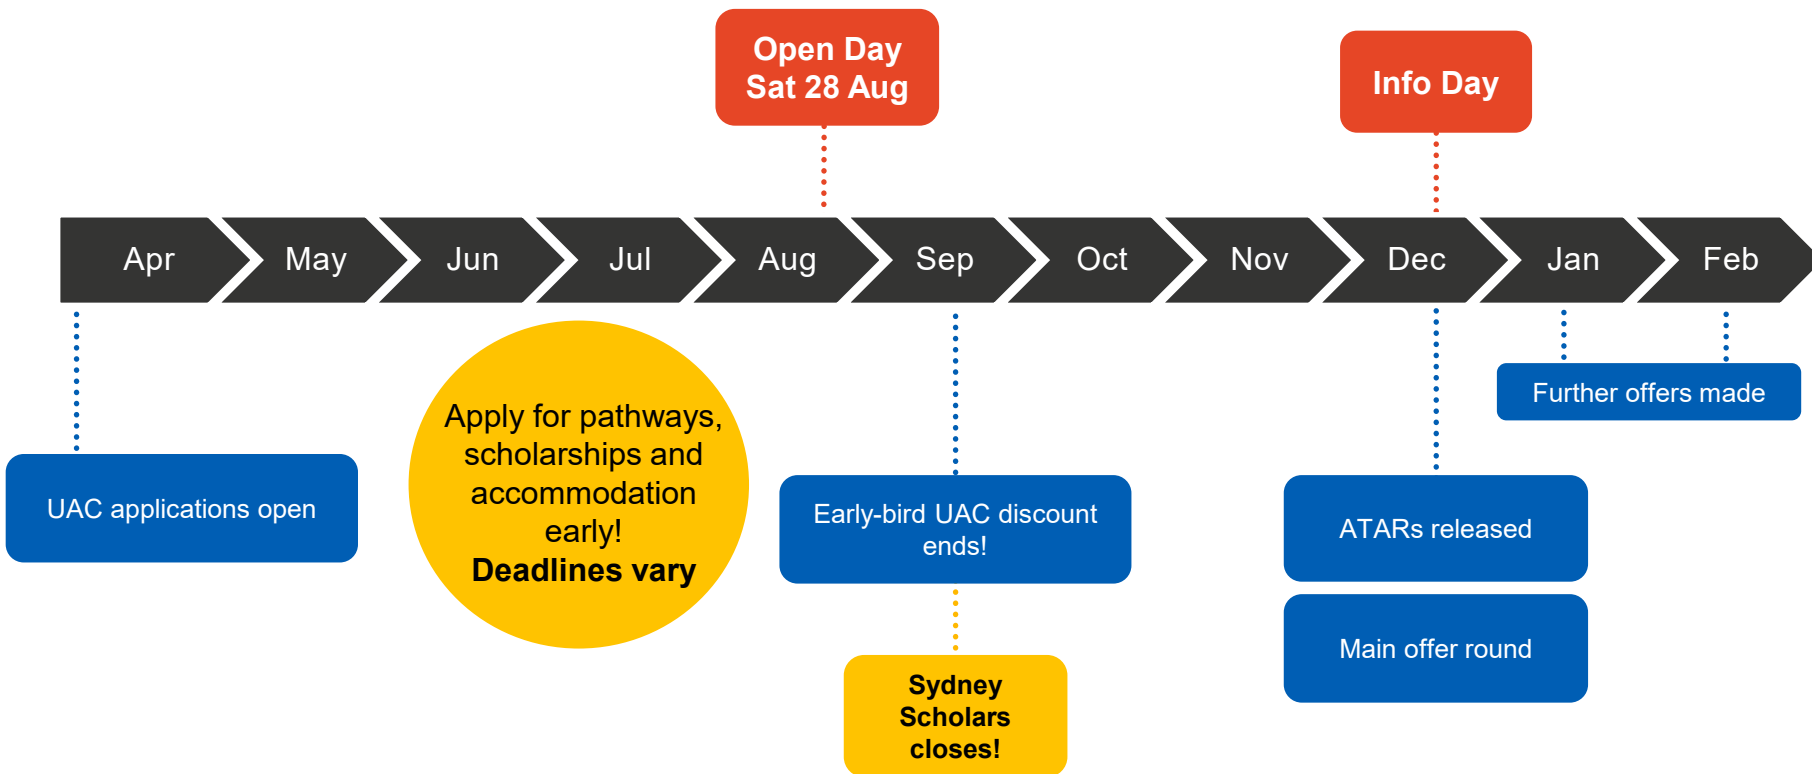 Open Day
Sat 28 Aug
Info Day
Apr
May
Jun
Jul
Aug
Sep
Oct
Nov
Dec
Jan
Feb
UAC applications open
Apply for pathways,
scholarships and
accommodation
early!
Deadlines vary
Early-bird UAC discount
ends!
Sydney
Scholars
closes!
Further offers made
ATARs released
Main offer round